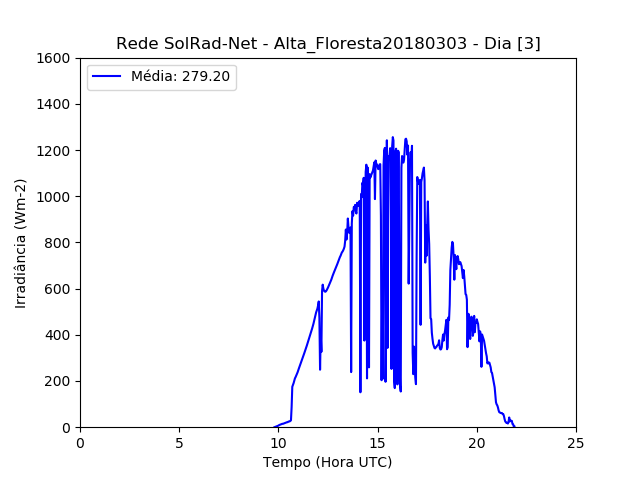 Rede SolRad-Net - Alta_Floresta20180303 - Dia [3]
Média: 279.20
1600
1400
1200
1000
800
600
400
200
0
Irradiância (Wm-2)
0 5 10 15 20 25
Tempo (Hora UTC)